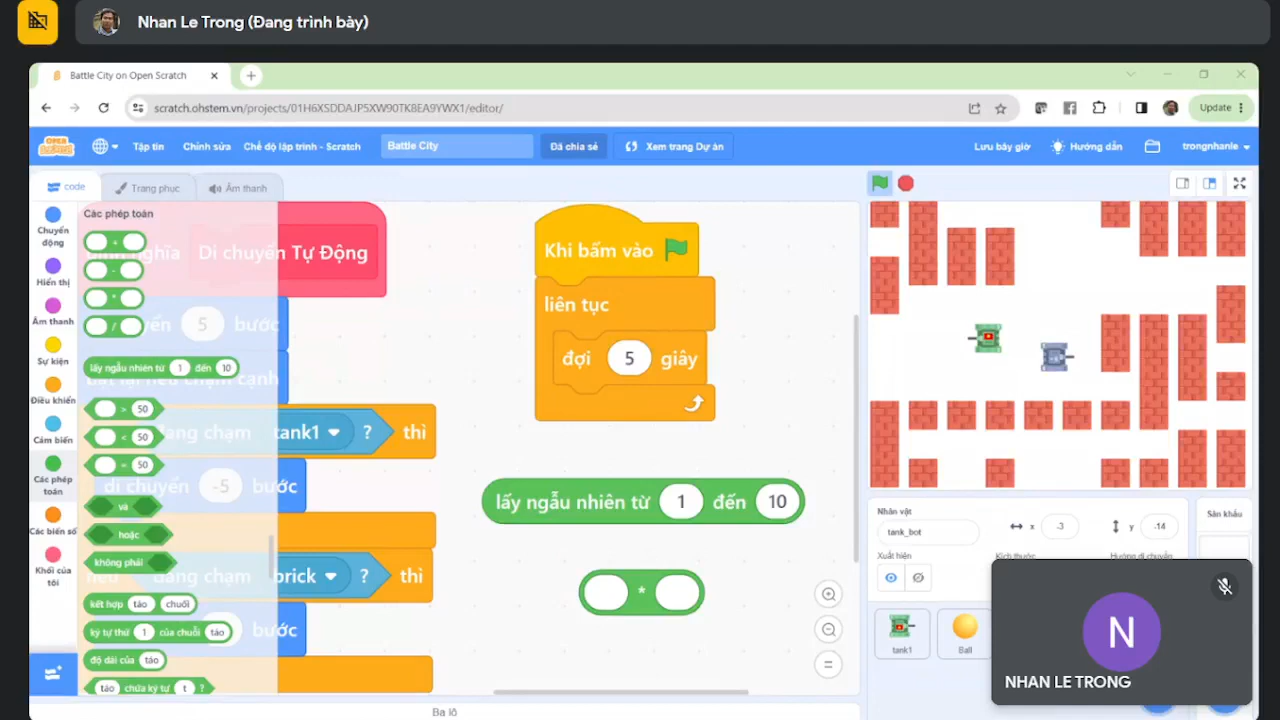 Nhan Le Trong (Đang trình bày)
Battle City on Open Scratch
scratch.ohstem.vn/projects/01H6XSDDAJP5XW90TK8EA9YWX1/editor/
Update
OPEN
Tập tin
Chỉnh sửa
Chế độ lập trình - Scratch
Battle City
Đã chia sẻ
Xem trang Dự án
Lưu bây giờ
Hướng dẫn
trongnhanle
code
Trang phục
Âm thanh
Chuyển động
Hiển thị
Âm thanh
Sự kiện
Điều khiển
Cảm biến
Các phép toán
Các biến số
Khối của tôi
Các phép toán
+
-
*
/
lấy ngẫu nhiên từ 1 đến 10
> 50
< 50
= 50
và
hoặc
không phải
kết hợp táo chuối
ký tự thứ 1 của chuỗi táo
độ dài của táo
táo chứa ký tự t ?
Di chuyển Tự Động
5 bước
đang chạm tank1 ? thì
di chuyển -5 bước
đang chạm brick ? thì
bước
Khi bấm vào
liên tục
đợi 5 giây
lấy ngẫu nhiên từ 1 đến 10
*
Nhân vật
tank_bot
x -3
y -14
Xuất hiện
Kích thước
Hướng di chuyển
Sân khấu
tank1
Ball
N
NHAN LE TRONG
Ba lô